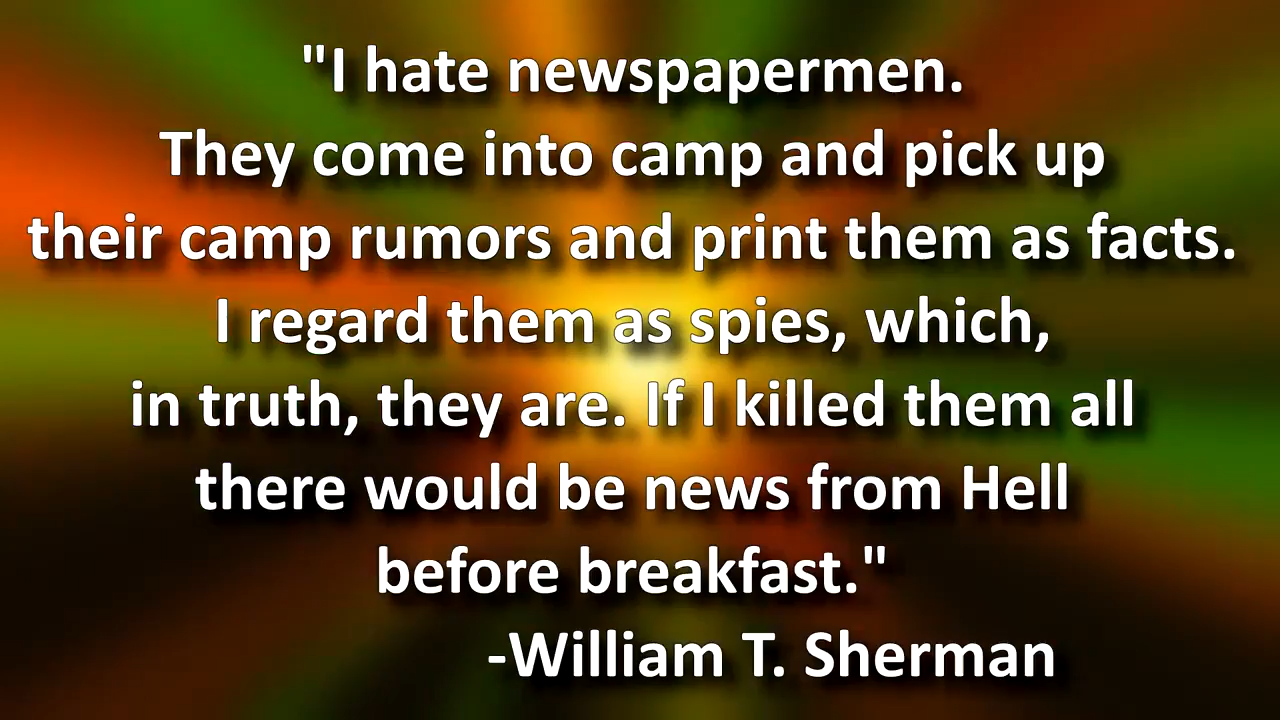 "I hate newspapermen.
They come into camp and pick up
their camp rumors and print them as facts.
I regard them as spies, which,
in truth, they are. If I killed them all
there would be news from Hell
before breakfast."
-William T. Sherman